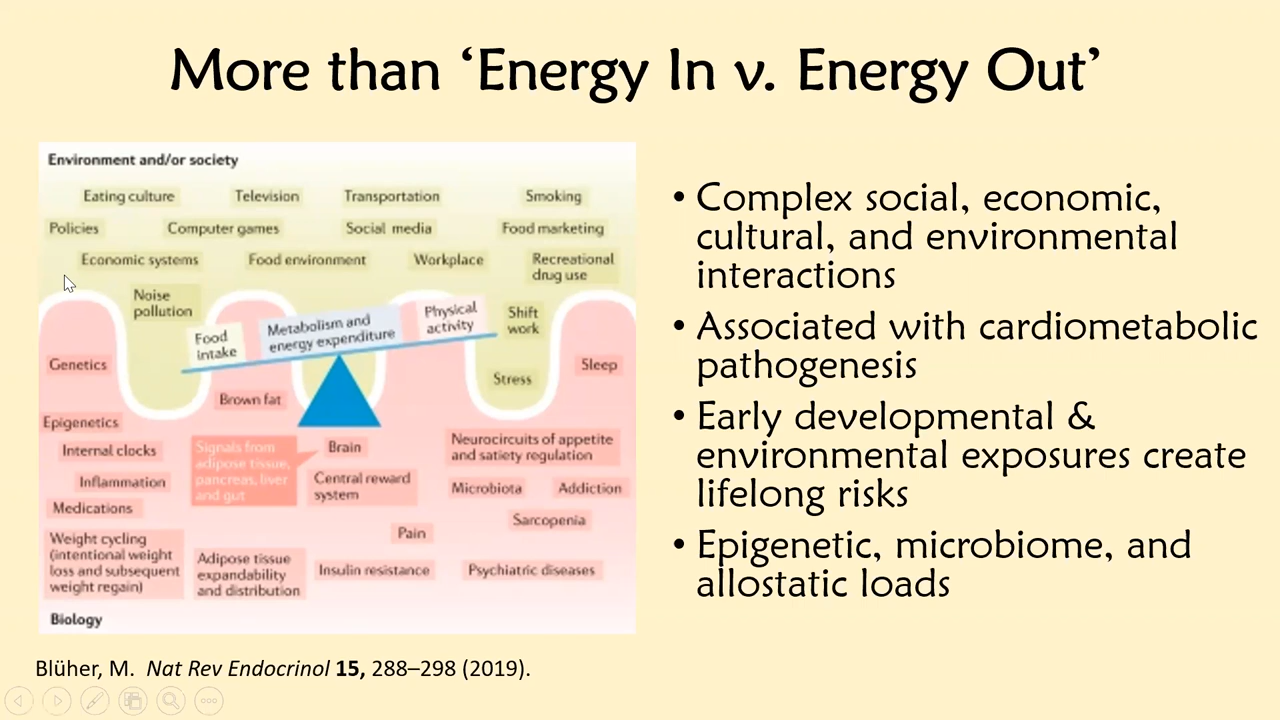 More than ‘Energy In v. Energy Out’
Environment and/or society
Eating culture
Television
Transportation
Smoking
Policies
Computer games
Social media
Food marketing
Economic systems
Food environment
Workplace
Recreational
drug use
Noise
pollution
Food
intake
Metabolism and
energy expenditure
Physical
activity
Shift
work
Genetics
Sleep
Stress
Brown fat
Epigenetics
Internal clocks
Signals from
adipose tissue,
pancreas, liver
and gut
Brain
Neurocircuits of appetite
and satiety regulation
Inflammation
Central reward
system
Microbiota
Addiction
Medications
Sarcopenia
Pain
Weight cycling
(intentional weight
loss and subsequent
weight regain)
Adipose tissue
expandability
and distribution
Insulin resistance
Psychiatric diseases
Biology
• Complex social, economic,
cultural, and environmental
interactions
• Associated with cardiometabolic
pathogenesis
• Early developmental &
environmental exposures create
lifelong risks
• Epigenetic, microbiome, and
allostatic loads
Blüher, M. Nat Rev Endocrinol 15, 288–298 (2019).